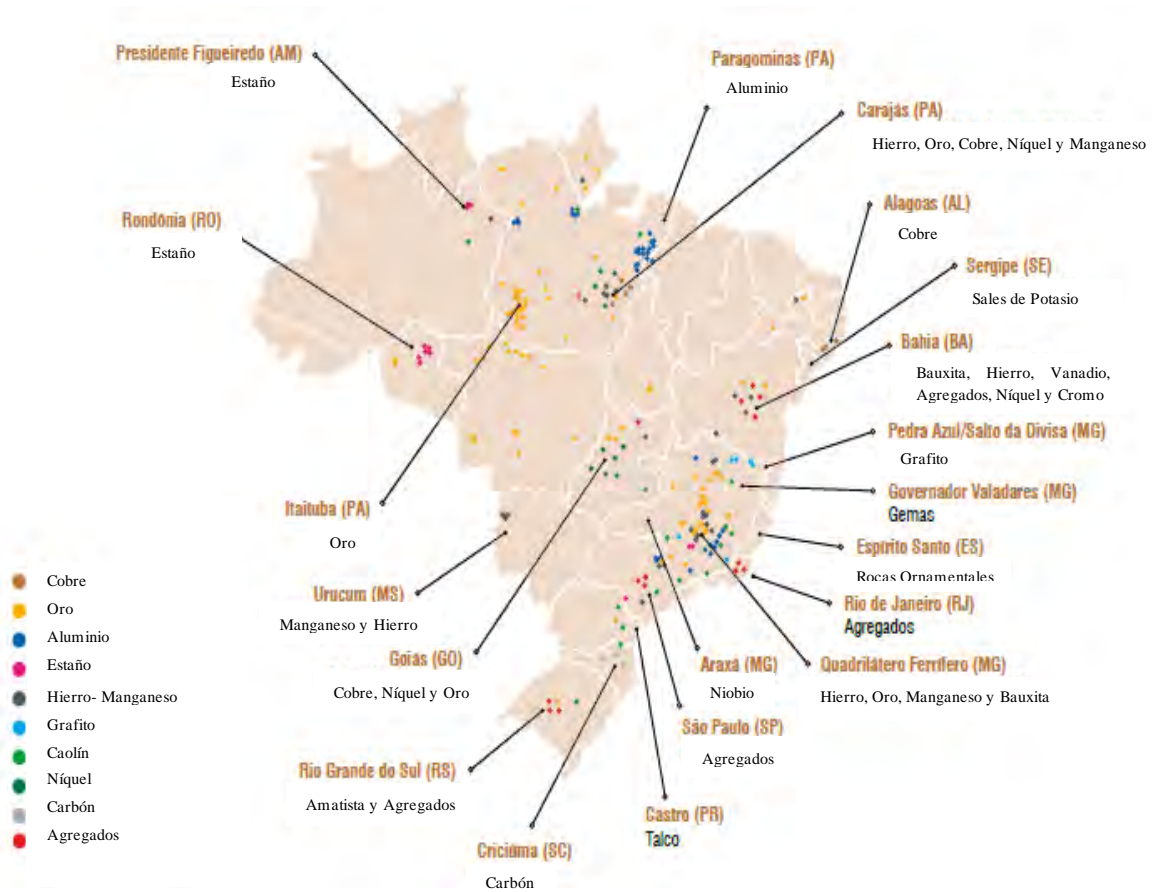 Presidente Figueiredo (AM)
Estaño
Paragominas (PA)
Aluminio
Carajás (PA)
Hierro, Oro, Cobre, Níquel y Manganeso
Rondônia (RO)
Estaño
Alagoas (AL)
Cobre
Sergipe (SE)
Sales de Potasio
Bahia (BA)
Bauxita, Hierro, Vanadio,
Agregados, Níquel y Cromo
Pedra Azul/Salto da Divisa (MG)
Grafito
Governador Valadares (MG)
Gemas
Espírito Santo (ES)
Rocas Ornamentales
Rio de Janeiro (RJ)
Agregados
Itaituba (PA)
Oro
Urucum (MS)
Manganeso y Hierro
Goiás (GO)
Cobre, Níquel y Oro
Araxá (MG)
Niobio
Quadrilátero Ferrífero (MG)
Hierro, Oro, Manganeso y Bauxita
São Paulo (SP)
Agregados
Rio Grande do Sul (RS)
Amatista y Agregados
Castro (PR)
Talco
Criciúma (SC)
Carbón
Cobre
Oro
Aluminio
Estaño
Hierro- Manganeso
Grafito
Caolín
Níquel
Carbón
Agregados